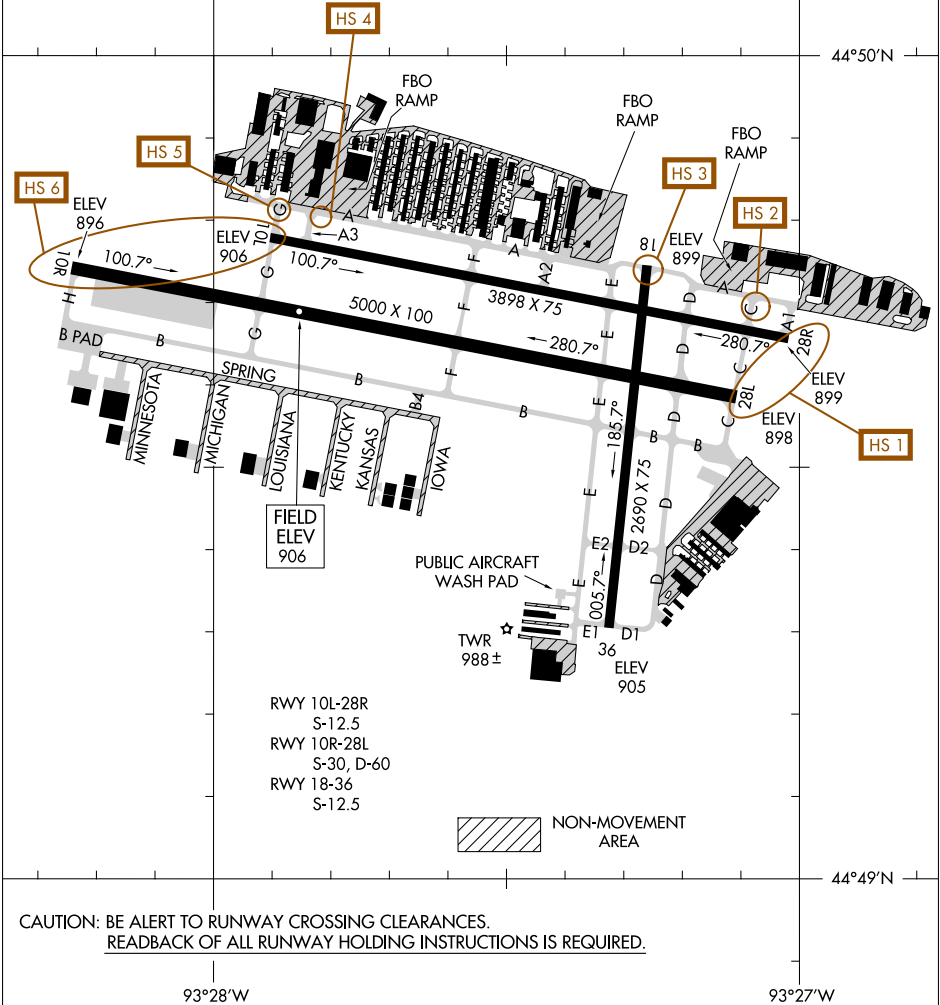 HS 4
44°50'N
FBO
RAMP
FBO
RAMP
FBO
RAMP
HS 5
HS 3
HS 6
HS 2
ELEV
896
G
A
A3
10L
ELEV
906
18
ELEV
899
A
A2
F
E
D
A
C
10R
100.7°
100.7°
3898 X 75
5000 X 100
G
H
280.7°
280.7°
A1
28R
B PAD
B
G
F
E
D
C
SPRING
B
F
E
D
28L
ELEV
899
ELEV
898
HS 1
B4
B
B
B
C
D
MINNESOTA
MICHIGAN
LOUISIANA
KENTUCKY
KANSAS
IOWA
185.7°
2690 X 75
E
D
FIELD
ELEV
906
PUBLIC AIRCRAFT
WASH PAD
E2
D2
E
005.7°
D
TWR
988±
E1
D1
36
ELEV
905
RWY 10L-28R
S-12.5
RWY 10R-28L
S-30, D-60
RWY 18-36
S-12.5
NON-MOVEMENT
AREA
44°49'N
CAUTION: BE ALERT TO RUNWAY CROSSING CLEARANCES.
READBACK OF ALL RUNWAY HOLDING INSTRUCTIONS IS REQUIRED.
93°28'W
93°27'W